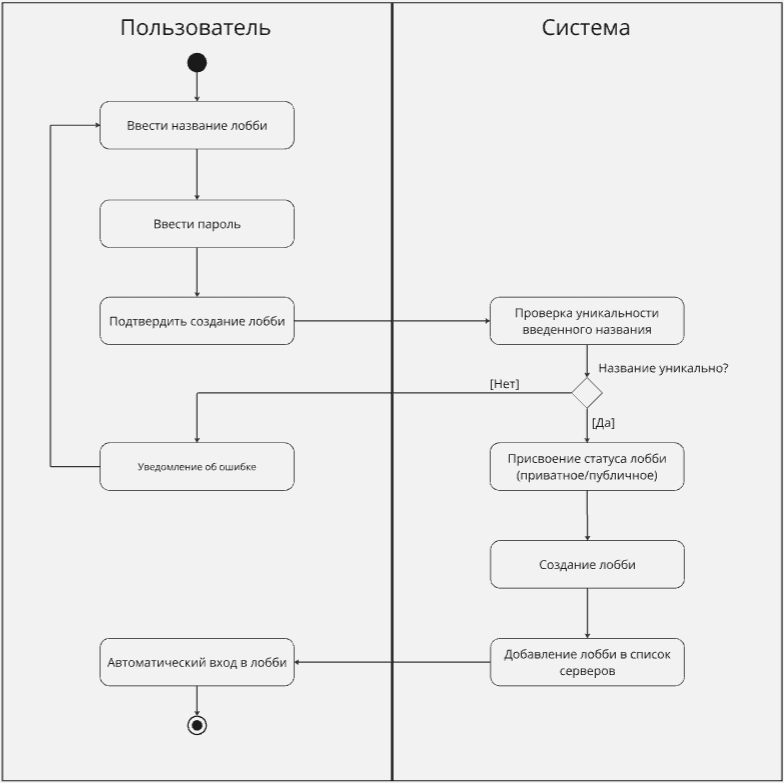 Пользователь
Система
Ввести название лобби
Ввести пароль
Подтвердить создание лобби
Проверка уникальности
введенного названия
Название уникально?
[Нет]
[Да]
Уведомление об ошибке
Присвоение статуса лобби
(приватное/публичное)
Создание лобби
Автоматический вход в лобби
Добавление лобби в список
серверов